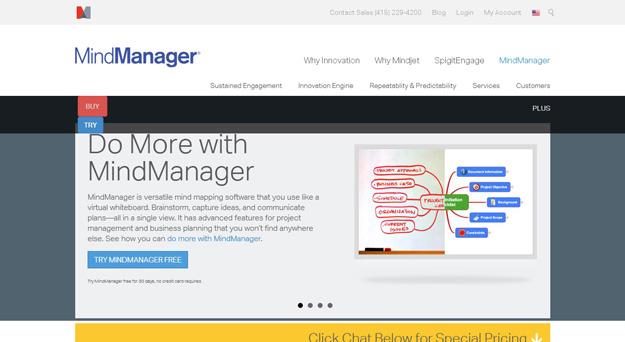 Contact Sales (415) 229-4200 Blog Login My Account
MindManager®
Why Innovation Why Mindjet SpigitEngage MindManager
Sustained Engagement Innovation Engine Repeatability & Predictability Services Customers
BUY
PLUS
TRY
Do More with
MindManager
MindManager is versatile mind mapping software that you use like a
virtual whiteboard. Brainstorm, capture ideas, and communicate
plans—all in a single view. It has advanced features for project
management and business planning that you won't find anywhere
else. See how you can do more with MindManager.
TRY MINDMANAGER FREE
Try MindManager free for 30 days, no credit card required.
PROJECT APPROVALS
BUSINESS CASE
SCHEDULE
ORGANIZATION
CURRENT
ISSUES
Document Information
Project Objective
Background
Project Scope
Constraints
Click Chat Below for Special Pricing